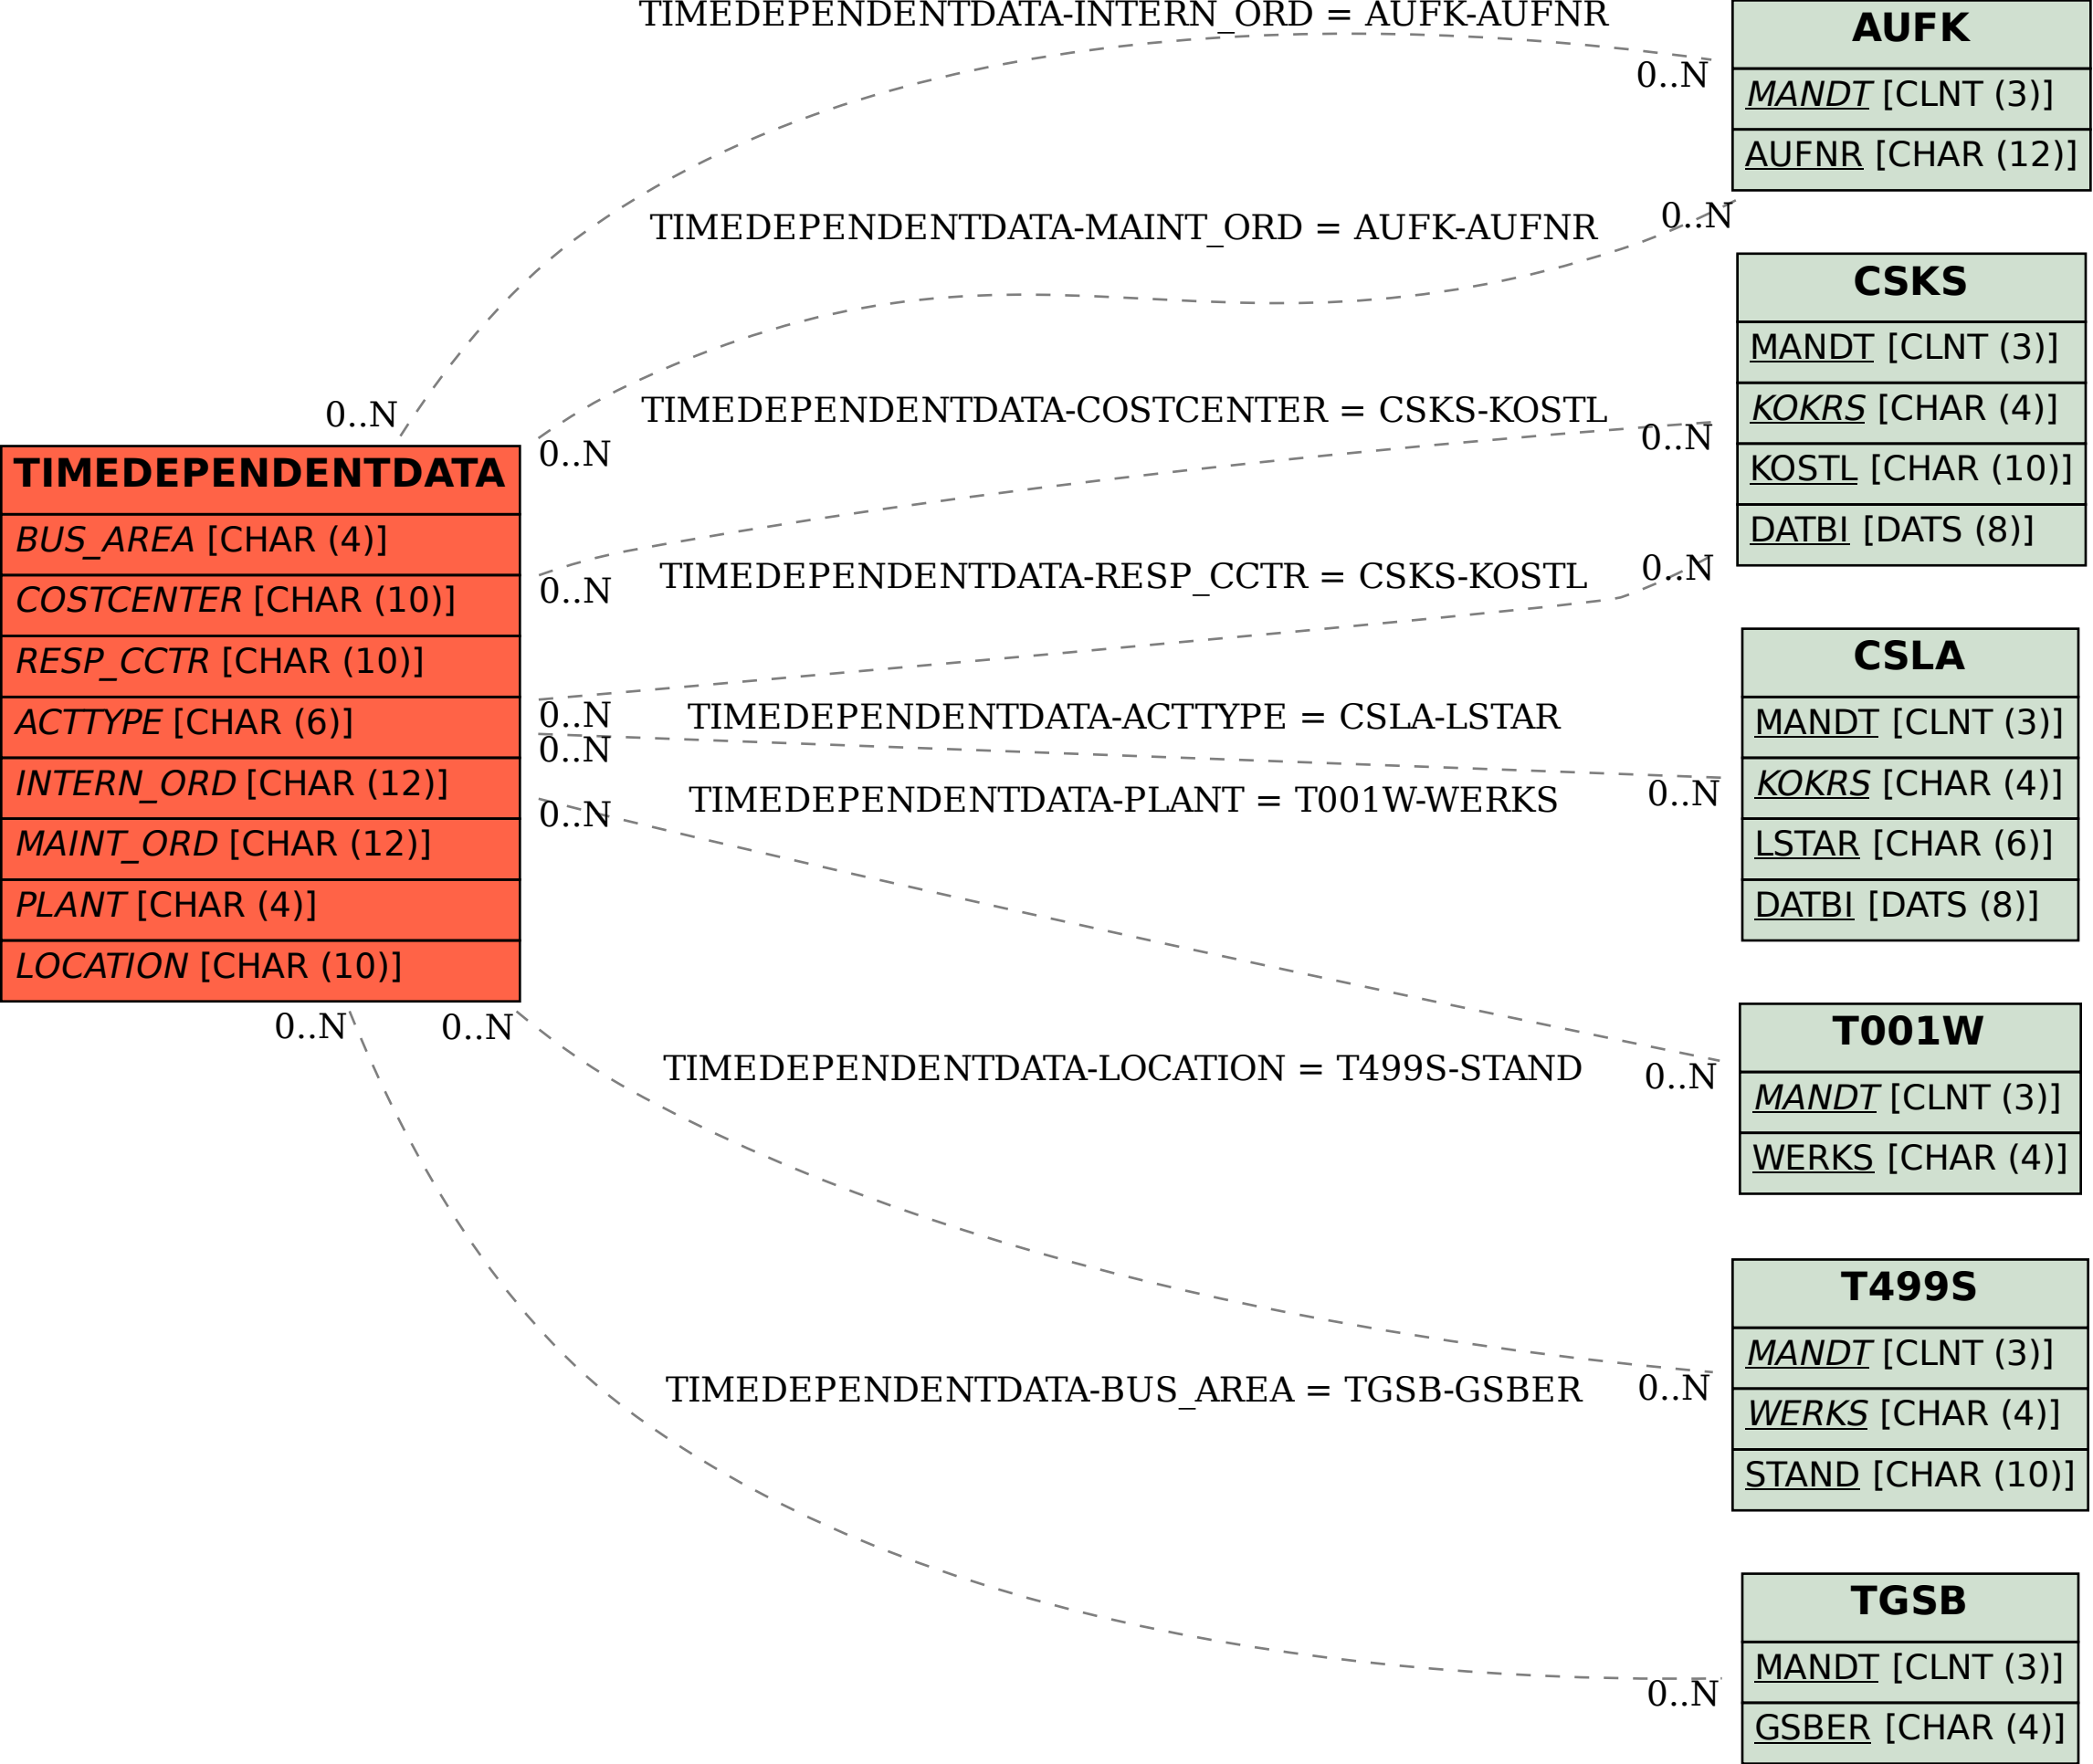 TIMEDEPENDENTDATA-INTERN_ORD = AUFK-AUFNR
0..N
AUFK
MANDT [CLNT (3)]
AUFNR [CHAR (12)]
TIMEDEPENDENTDATA-MAINT_ORD = AUFK-AUFNR
0..N
CSKS
MANDT [CLNT (3)]
KOKRS [CHAR (4)]
KOSTL [CHAR (10)]
DATBI [DATS (8)]
0..N
0..N
TIMEDEPENDENTDATA-COSTCENTER = CSKS-KOSTL
0..N
TIMEDEPENDENTDATA
BUS_AREA [CHAR (4)]
COSTCENTER [CHAR (10)]
RESP_CCTR [CHAR (10)]
ACTTYPE [CHAR (6)]
INTERN_ORD [CHAR (12)]
MAINT_ORD [CHAR (12)]
PLANT [CHAR (4)]
LOCATION [CHAR (10)]
0..N
TIMEDEPENDENTDATA-RESP_CCTR = CSKS-KOSTL
0..N
0..N
TIMEDEPENDENTDATA-ACTTYPE = CSLA-LSTAR
0..N
0..N
CSLA
MANDT [CLNT (3)]
KOKRS [CHAR (4)]
LSTAR [CHAR (6)]
DATBI [DATS (8)]
0..N
TIMEDEPENDENTDATA-PLANT = T001W-WERKS
0..N
T001W
MANDT [CLNT (3)]
WERKS [CHAR (4)]
0..N
0..N
TIMEDEPENDENTDATA-LOCATION = T499S-STAND
0..N
T499S
MANDT [CLNT (3)]
WERKS [CHAR (4)]
STAND [CHAR (10)]
TIMEDEPENDENTDATA-BUS_AREA = TGSB-GSBER
0..N
TGSB
MANDT [CLNT (3)]
GSBER [CHAR (4)]